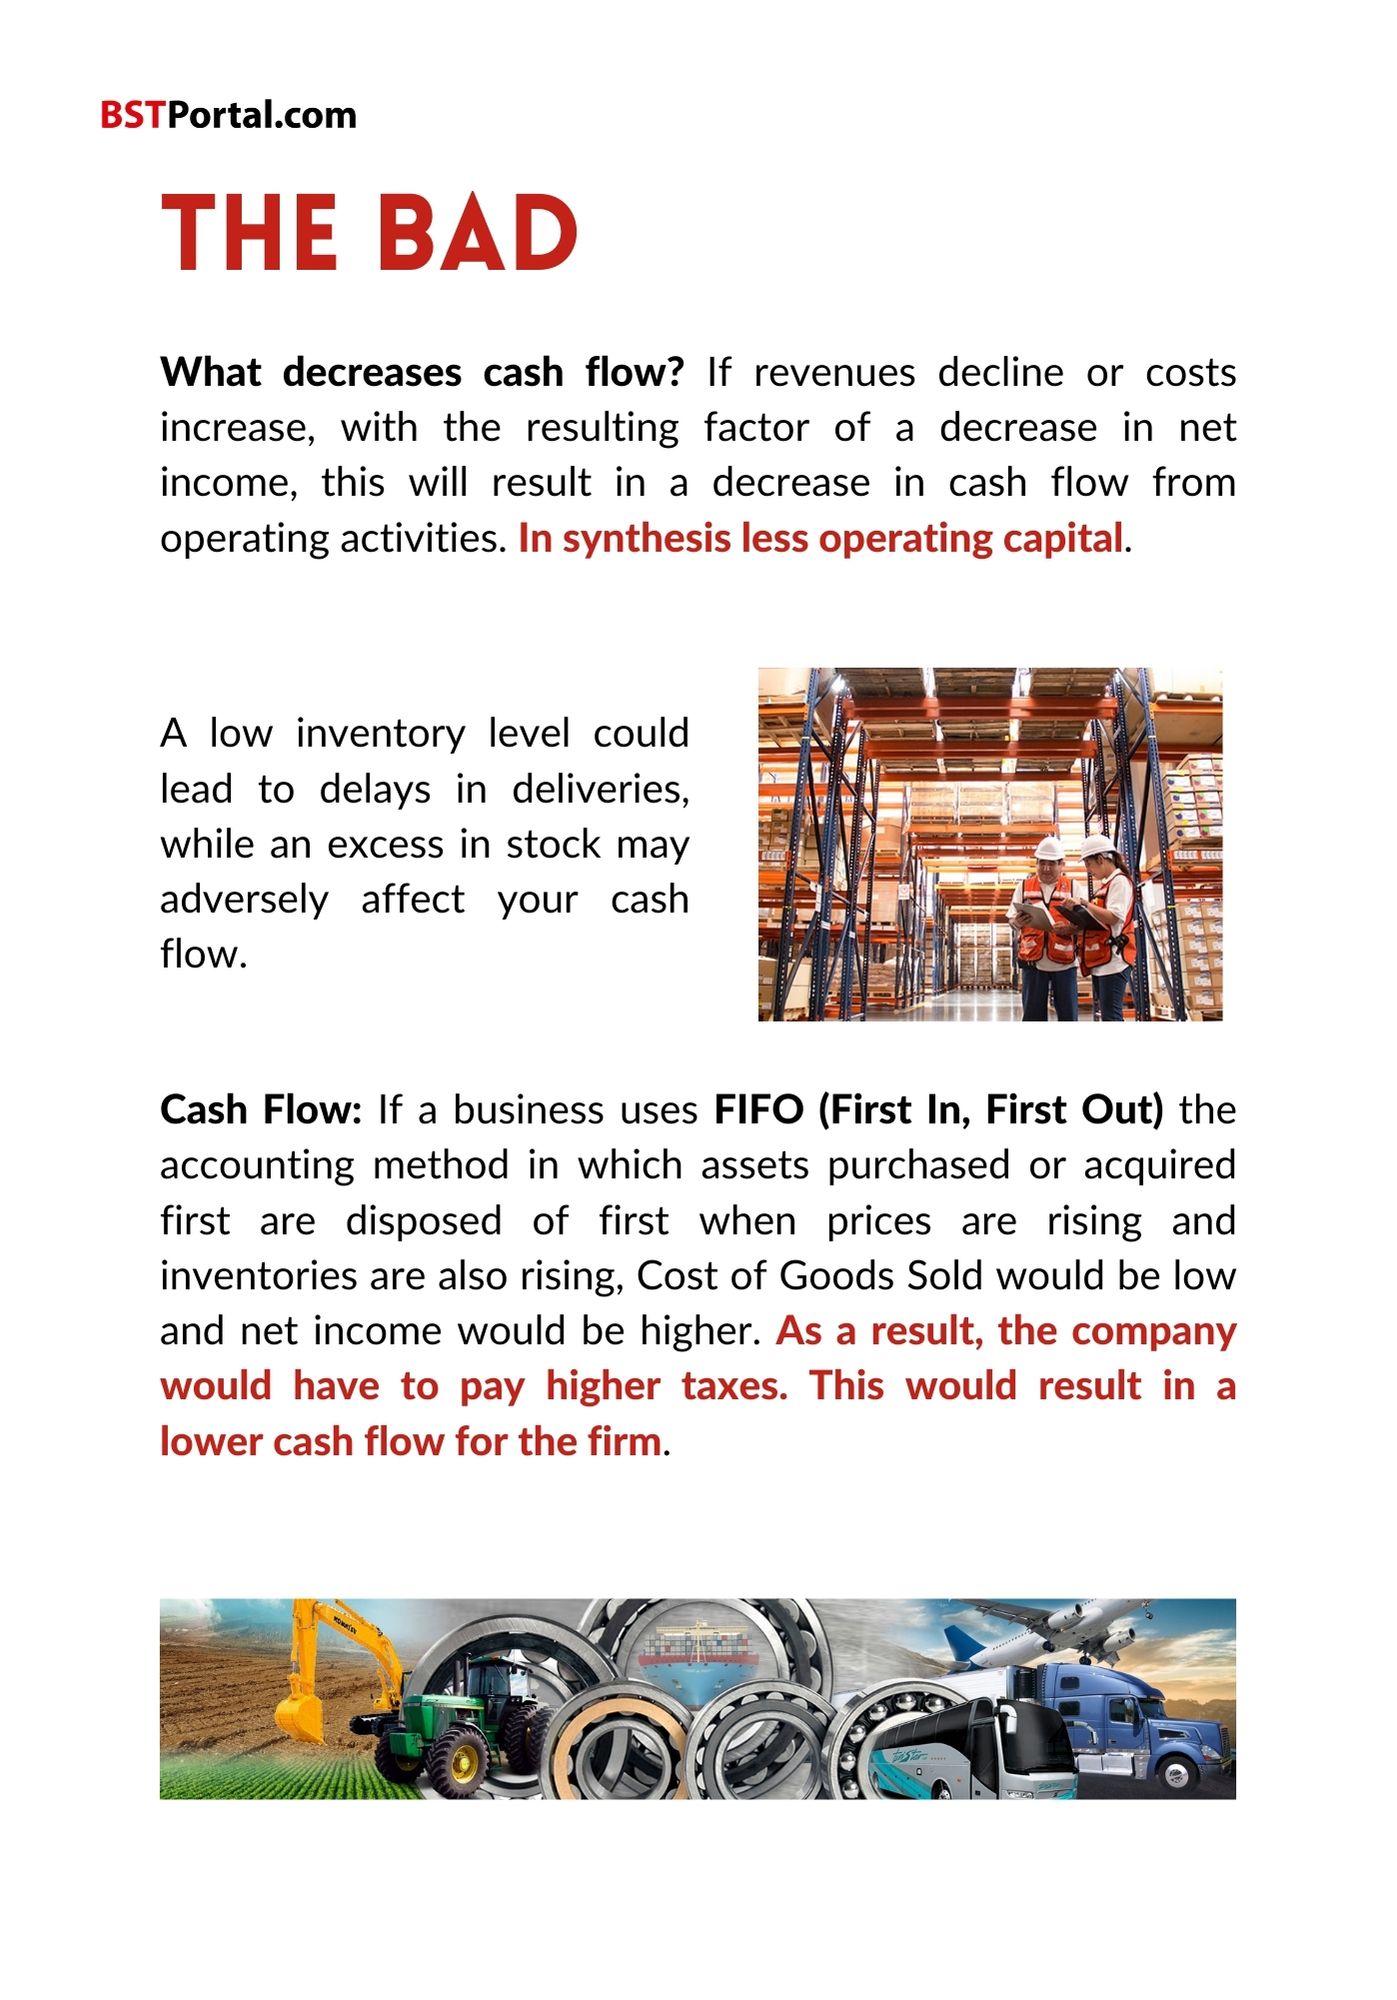 BSTPortal.com
THE BAD
What decreases cash flow? If revenues decline or costs
increase, with the resulting factor of a decrease in net
income, this will result in a decrease in cash flow from
operating activities. In synthesis less operating capital.
A low inventory level could
lead to delays in deliveries,
while an excess in stock may
adversely affect your cash
flow.
Cash Flow: If a business uses FIFO (First In, First Out) the
accounting method in which assets purchased or acquired
first are disposed of first when prices are rising and
inventories are also rising, Cost of Goods Sold would be low
and net income would be higher. As a result, the company
would have to pay higher taxes. This would result in a
lower cash flow for the firm.
KOMATSU